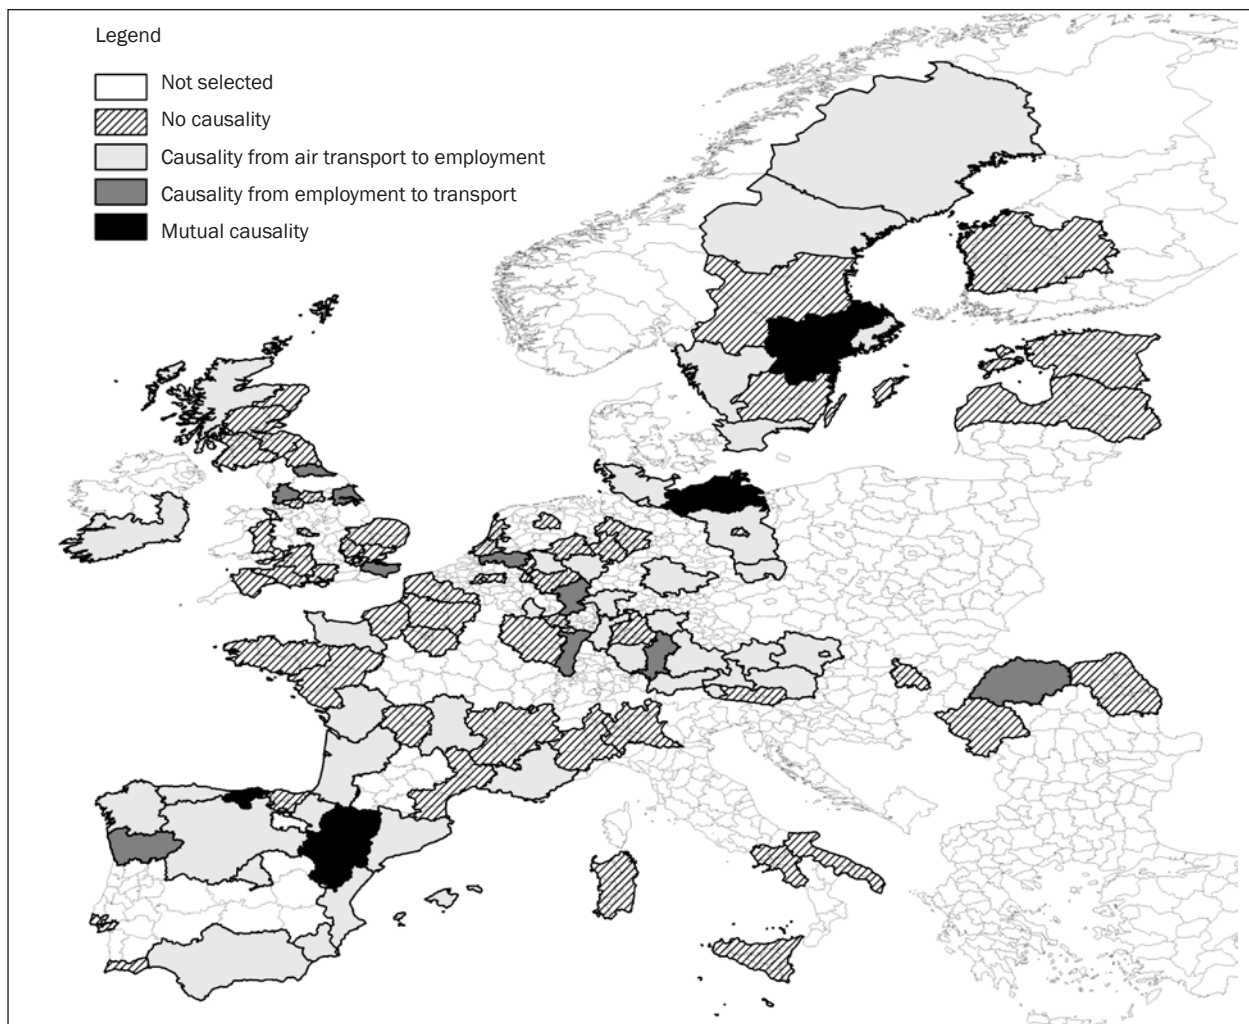 Legend
Not selected
No causality
Causality from air transport to employment
Causality from employment to transport
Mutual causality